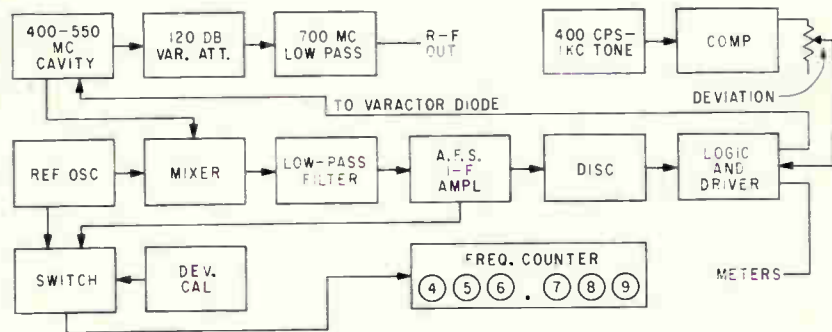 400-550
MC
CAVITY
120 DB
VAR. ATT.
700 MC
LOW PASS
R-F
OUT
400 CPS-
1KC TONE
COMP
DEVIATION
TO VARACTOR DIODE
REF OSC
MIXER
LOW-PASS
FILTER
A.F.S.
I-F
AMPL
DISC
LOGIC
AND
DRIVER
SWITCH
DEV.
CAL
FREQ. COUNTER
4 5 6 . 7 8 9
METERS